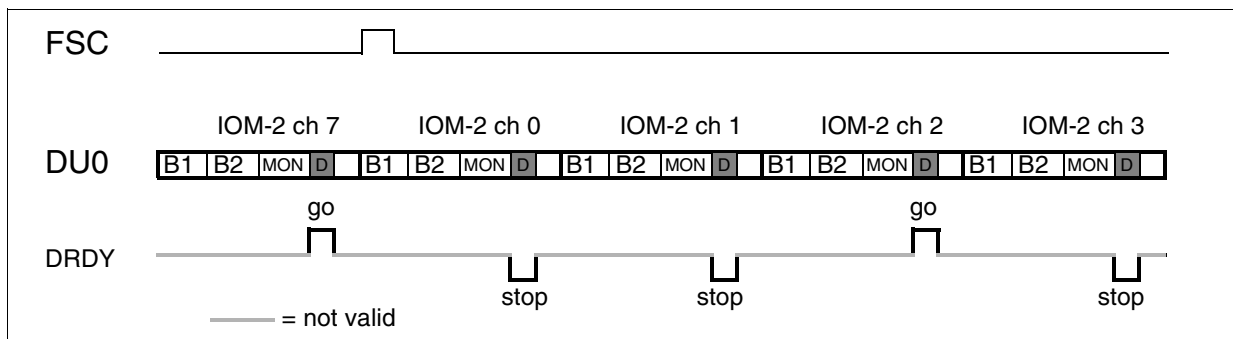 FSC
IOM-2 ch 7 IOM-2 ch 0 IOM-2 ch 1 IOM-2 ch 2 IOM-2 ch 3
DU0 B1 B2 MON D B1 B2 MON D B1 B2 MON D B1 B2 MON D B1 B2 MON D
go go
DRDY
stop stop stop
= not valid